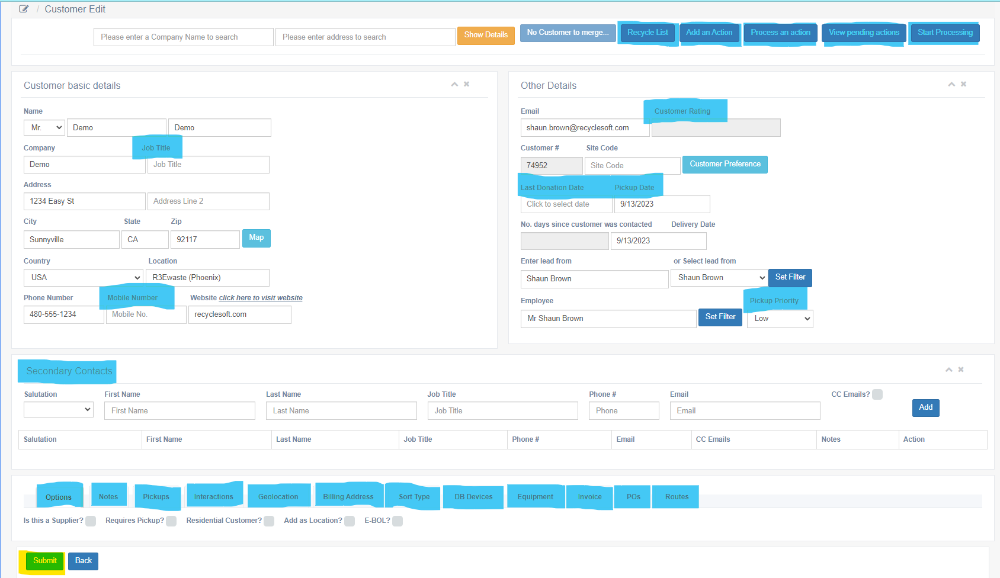 / Customer Edit
Please enter a Company Name to search Please enter address to search Show Details No Customer to merge... Recycle List Add an Action Process an action View pending actions Start Processing
Customer basic details
Name
Mr. Demo Demo
Company Job Title
Demo Job Title
Address
1234 Easy St Address Line 2
City State Zip
Sunnyville CA 92117 Map
Country Location
USA R3Ewaste (Phoenix)
Phone Number Mobile Number Website click here to visit website
480-555-1234 Mobile No. recyclesoft.com
Other Details
Email Customer Rating
shaun.brown@recyclesoft.com
Customer # Site Code
74952 Site Code Customer Preference
Last Donation Date Pickup Date
Click to select date 9/13/2023
No. days since customer was contacted Delivery Date
9/13/2023
Enter lead from or Select lead from
Shaun Brown Shaun Brown Set Filter
Employee Pickup Priority
Mr Shaun Brown Set Filter Low
Secondary Contacts
Salutation First Name Last Name Job Title Phone # Email CC Emails?
First Name Last Name Job Title Phone Email Add
Salutation First Name Last Name Job Title Phone # Email CC Emails Notes Action
Options Notes Pickups Interactions Geolocation Billing Address Sort Type DB Devices Equipment Invoice POs Routes
Is this a Supplier? Requires Pickup? Residential Customer? Add as Location? E-BOL?
Submit Back